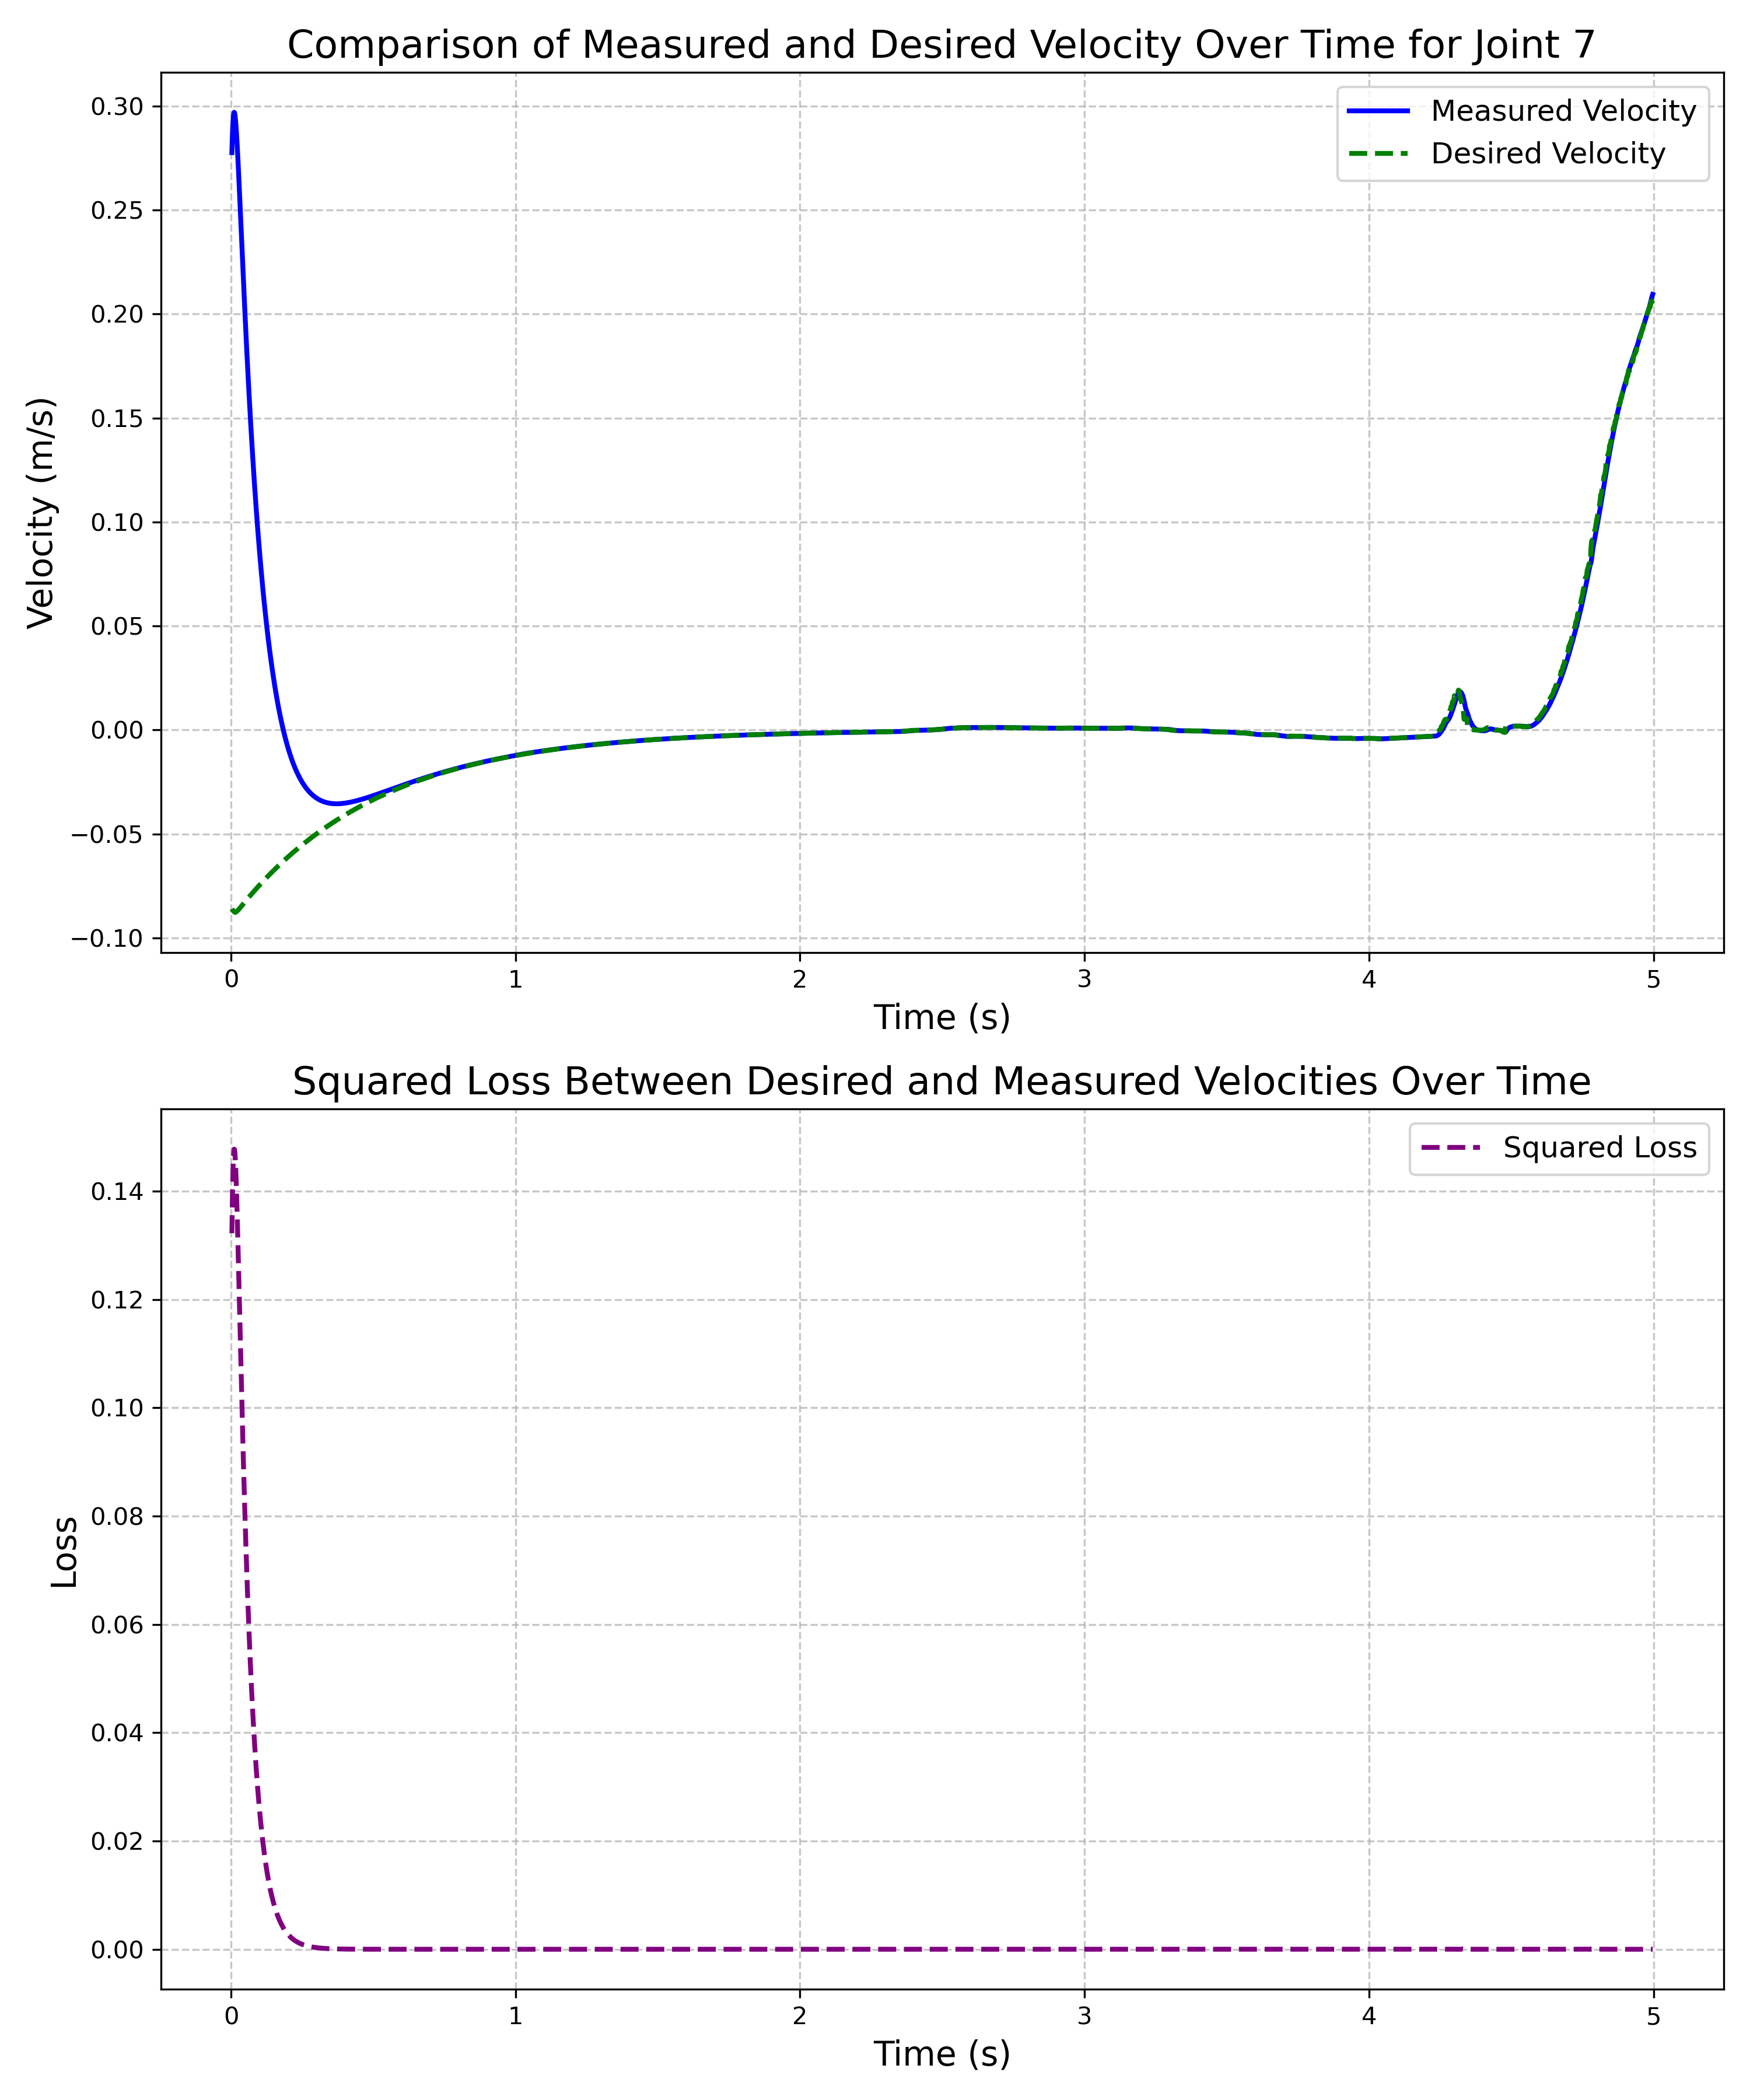 Comparison of Measured and Desired Velocity Over Time for Joint 7
Measured Velocity
Desired Velocity
Velocity (m/s)
0.30
0.25
0.20
0.15
0.10
0.05
0.00
−0.05
−0.10
0 1 2 3 4 5
Time (s)
Squared Loss Between Desired and Measured Velocities Over Time
Squared Loss
Loss
0.14
0.12
0.10
0.08
0.06
0.04
0.02
0.00
0 1 2 3 4 5
Time (s)